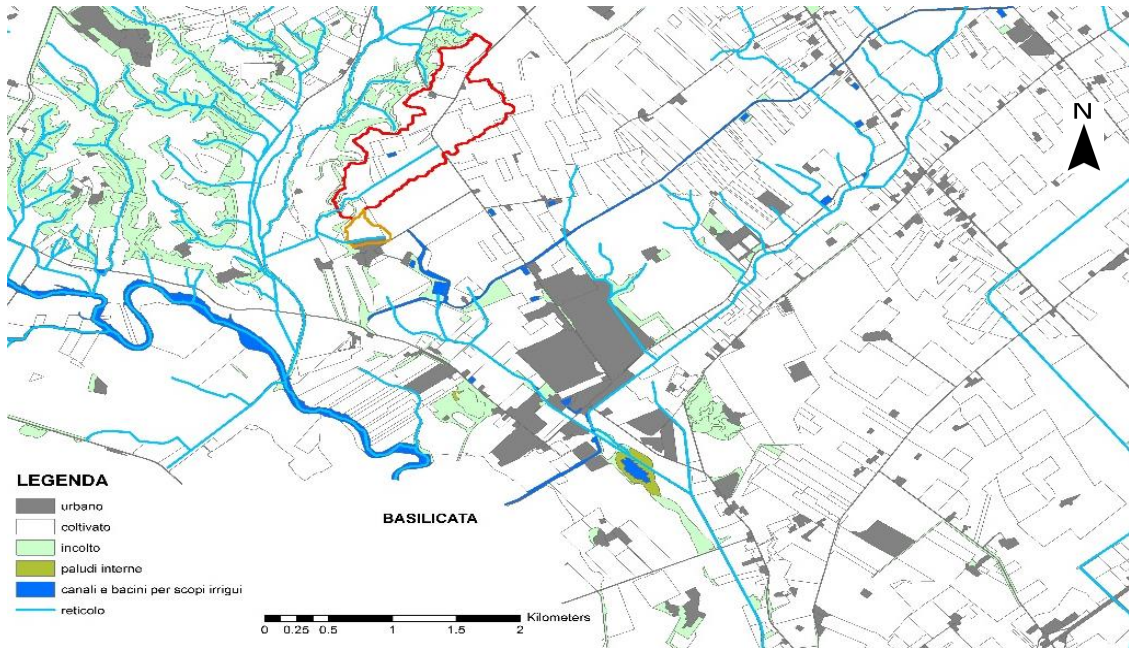 N
LEGENDA
urbano
coltivato
incolto
paludi interne
canali e bacini per scopi irrigui
reticolo
BASILICATA
Kilometers
0 0.25 0.5 1 1.5 2